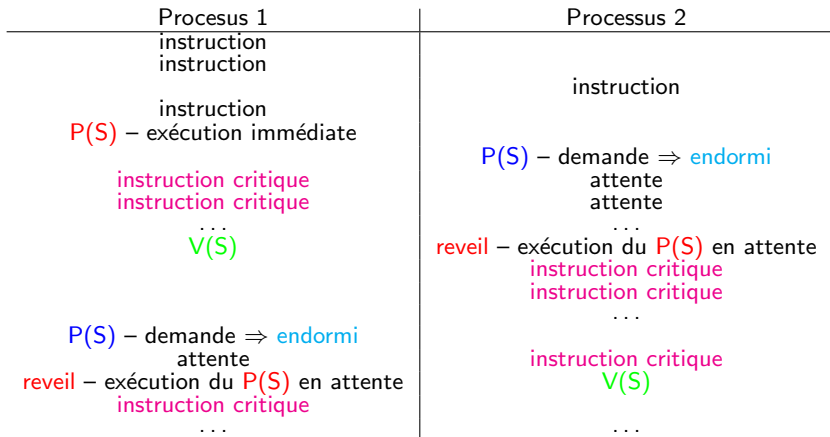 Procesus 1
Processus 2
instruction
instruction
instruction
instruction
P(S) – exécution immédiate
P(S) – demande ⇒ endormi
instruction critique
attente
instruction critique
attente
. . .
. . .
V(S)
reveil – exécution du P(S) en attente
instruction critique
instruction critique
. . .
P(S) – demande ⇒ endormi
attente
instruction critique
reveil – exécution du P(S) en attente
V(S)
instruction critique
. . .
. . .